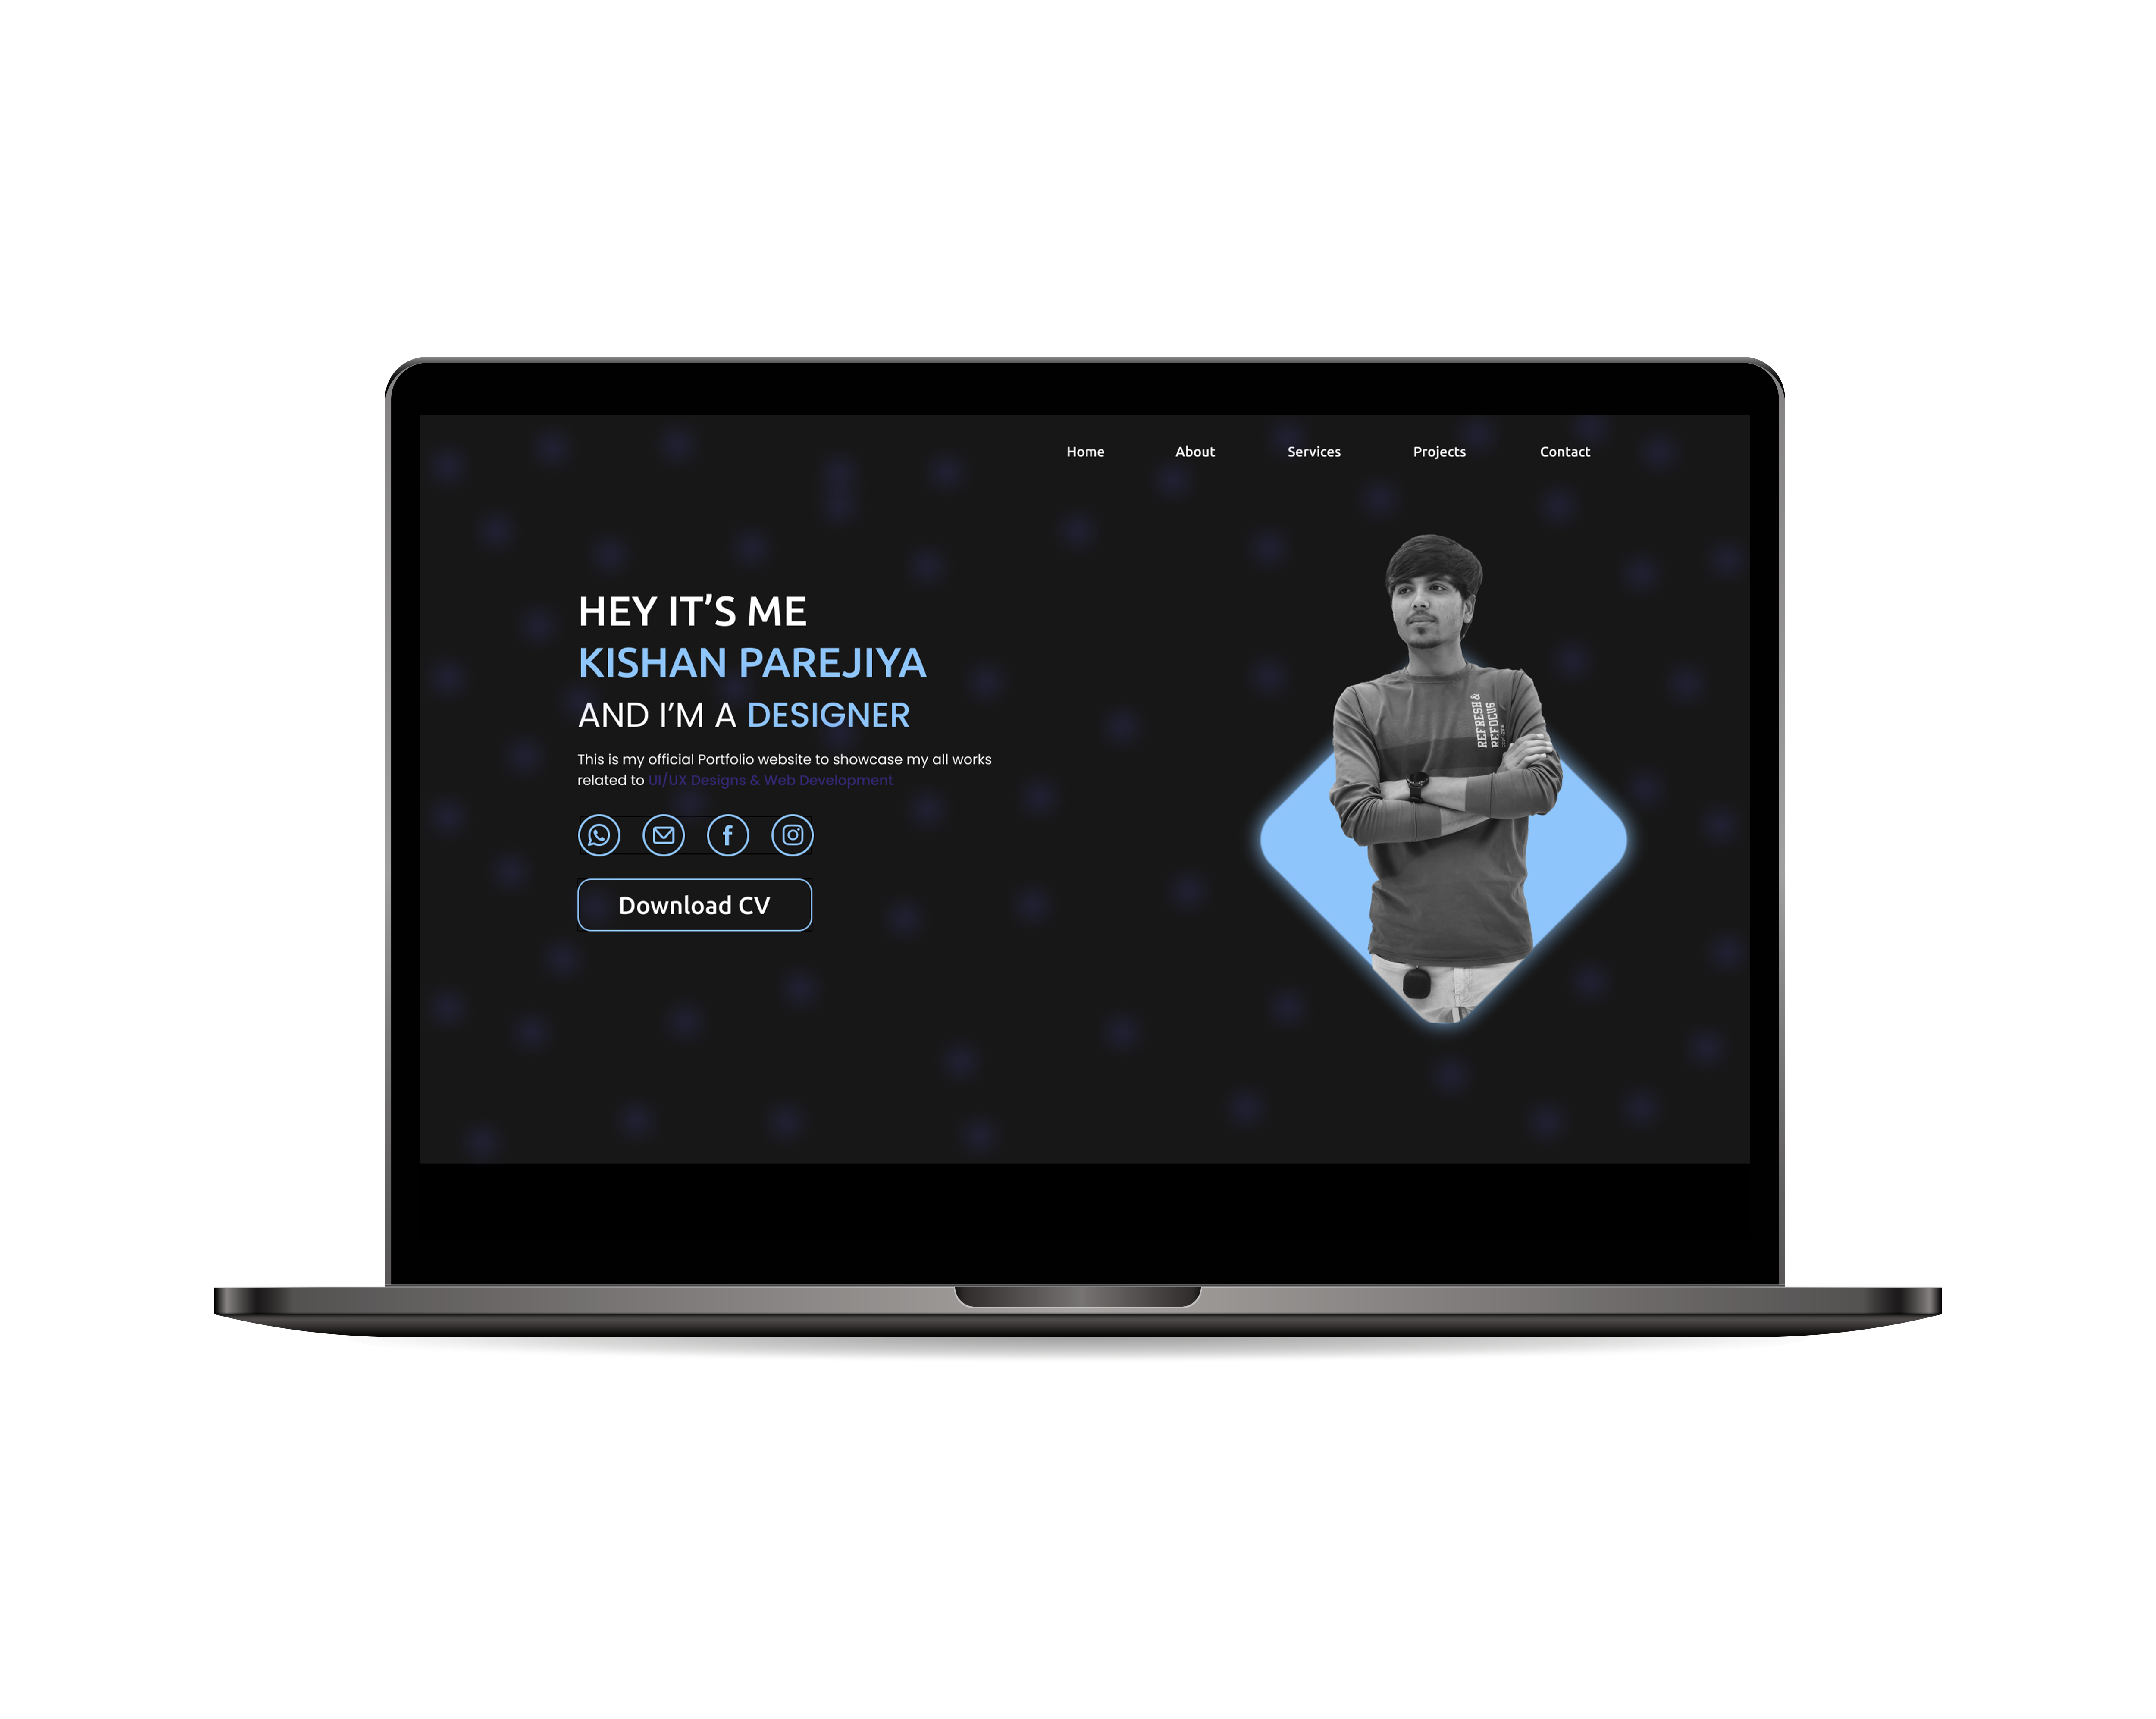 Home About Services Projects Contact
HEY IT’S ME
KISHAN PAREJIYA
AND I’M A DESIGNER
This is my official Portfolio website to showcase my all works
related to UI/UX Designs & Web Development
Download CV
REFRESH &
REFOCUS